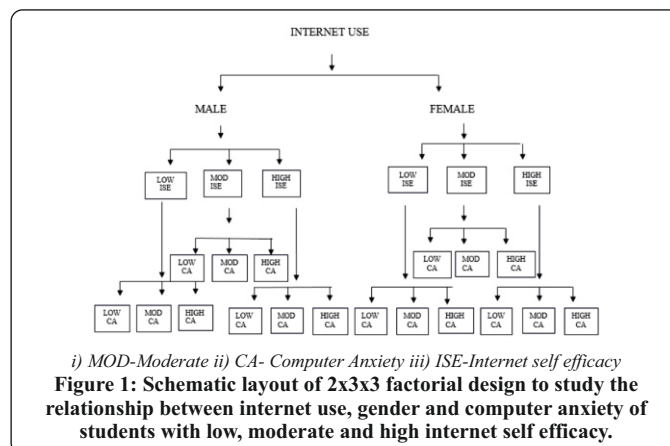 INTERNET USE
MALE FEMALE
LOW ISE MOD ISE HIGH ISE LOW ISE MOD ISE HIGH ISE
LOW CA MOD CA HIGH CA LOW CA MOD CA HIGH CA
LOW CA MOD CA HIGH CA LOW CA MOD CA HIGH CA LOW CA MOD CA HIGH CA LOW CA MOD CA HIGH CA
i) MOD-Moderate ii) CA- Computer Anxiety iii) ISE-Internet self efficacy
Figure 1: Schematic layout of 2x3x3 factorial design to study the
relationship between internet use, gender and computer anxiety of
students with low, moderate and high internet self efficacy.